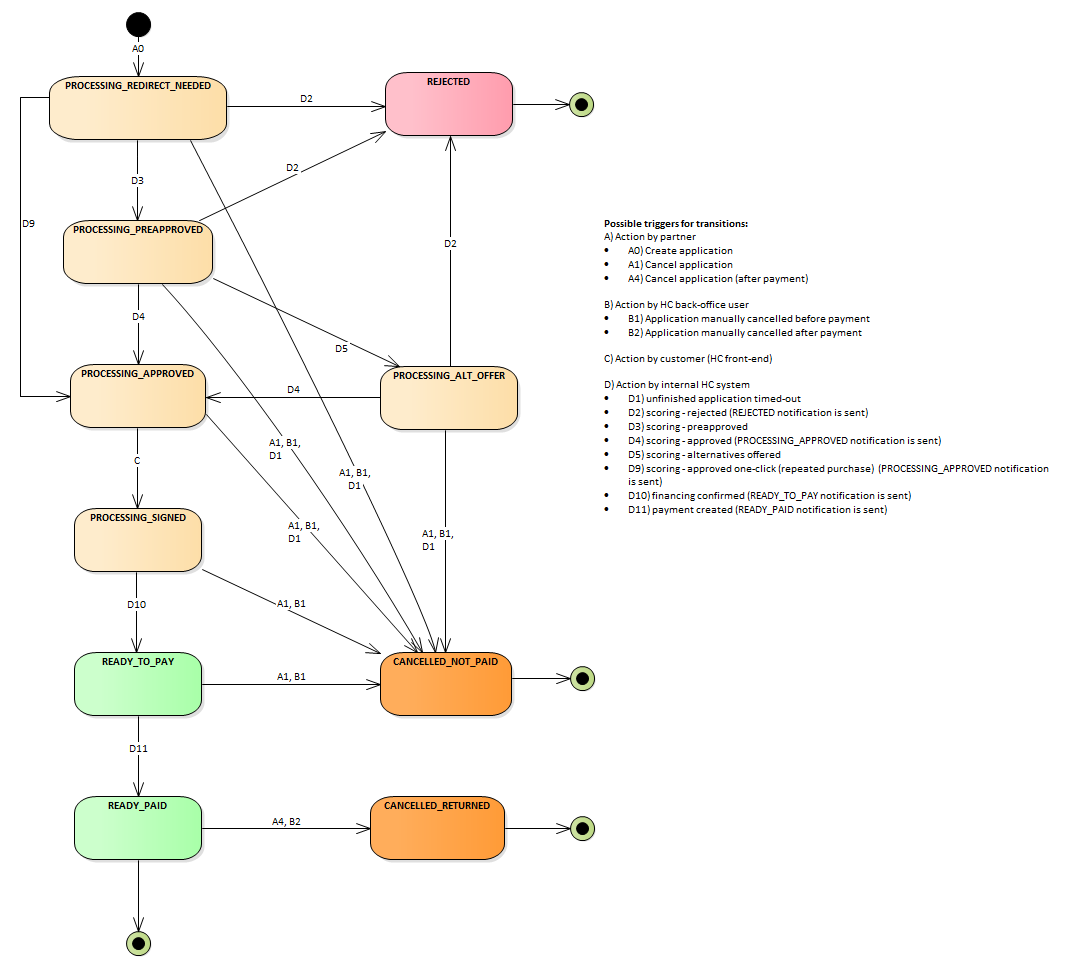 A0
PROCESSING_REDIRECT_NEEDED
REJECTED
D2
D3
D2
D9
PROCESSING_PREAPPROVED
D2
D4
D5
PROCESSING_APPROVED
PROCESSING_ALT_OFFER
D4
C
A1, B1,
D1
A1, B1,
D1
PROCESSING_SIGNED
A1, B1,
D1
A1, B1,
D1
D10
A1, B1
READY_TO_PAY
CANCELLED_NOT_PAID
A1, B1
D11
READY_PAID
CANCELLED_RETURNED
A4, B2
Possible triggers for transitions:
A) Action by partner
• A0) Create application
• A1) Cancel application
• A4) Cancel application (after payment)
B) Action by HC back-office user
• B1) Application manually cancelled before payment
• B2) Application manually cancelled after payment
C) Action by customer (HC front-end)
D) Action by internal HC system
• D1) unfinished application timed-out
• D2) scoring - rejected (REJECTED notification is sent)
• D3) scoring - preapproved
• D4) scoring - approved (PROCESSING_APPROVED notification is sent)
• D5) scoring - alternatives offered
• D9) scoring - approved one-click (repeated purchase) (PROCESSING_APPROVED notification
is sent)
• D10) financing confirmed (READY_TO_PAY notification is sent)
• D11) payment created (READY_PAID notification is sent)